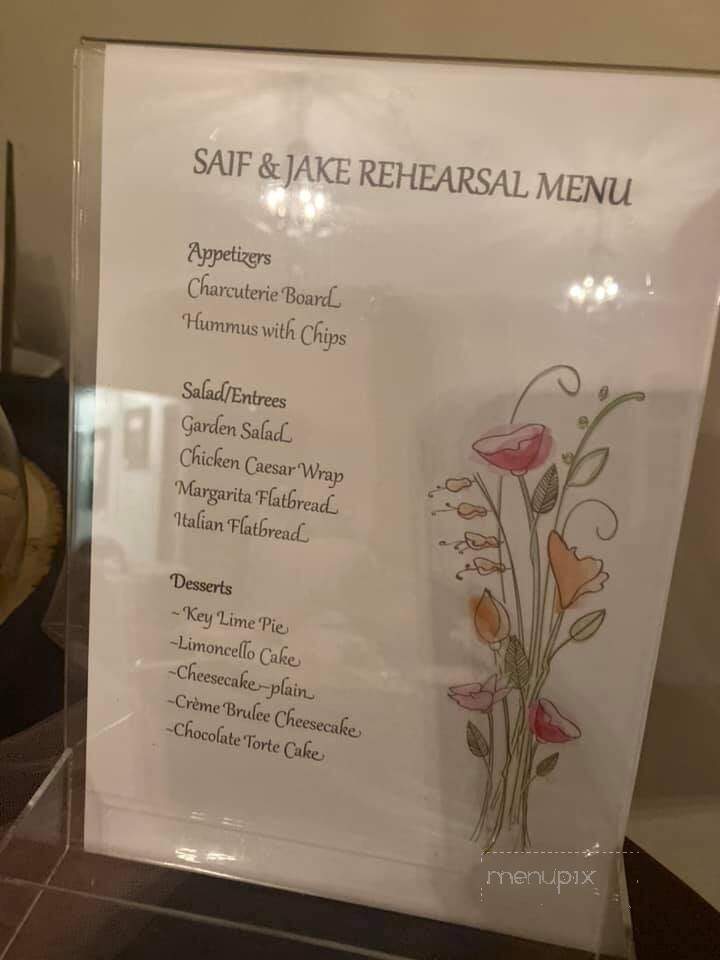 SAIF & JAKE REHEARSAL MENU
Appetizers
Charcuterie Board
Hummus with Chips
Salad/Entrees
Garden Salad
Chicken Caesar Wrap
Margarita Flatbread
Italian Flatbread
Desserts
~ Key Lime Pie
~Limoncello Cake
~Cheesecake~plain
~Crème Brulee Cheesecake
~Chocolate Torte Cake
menupix